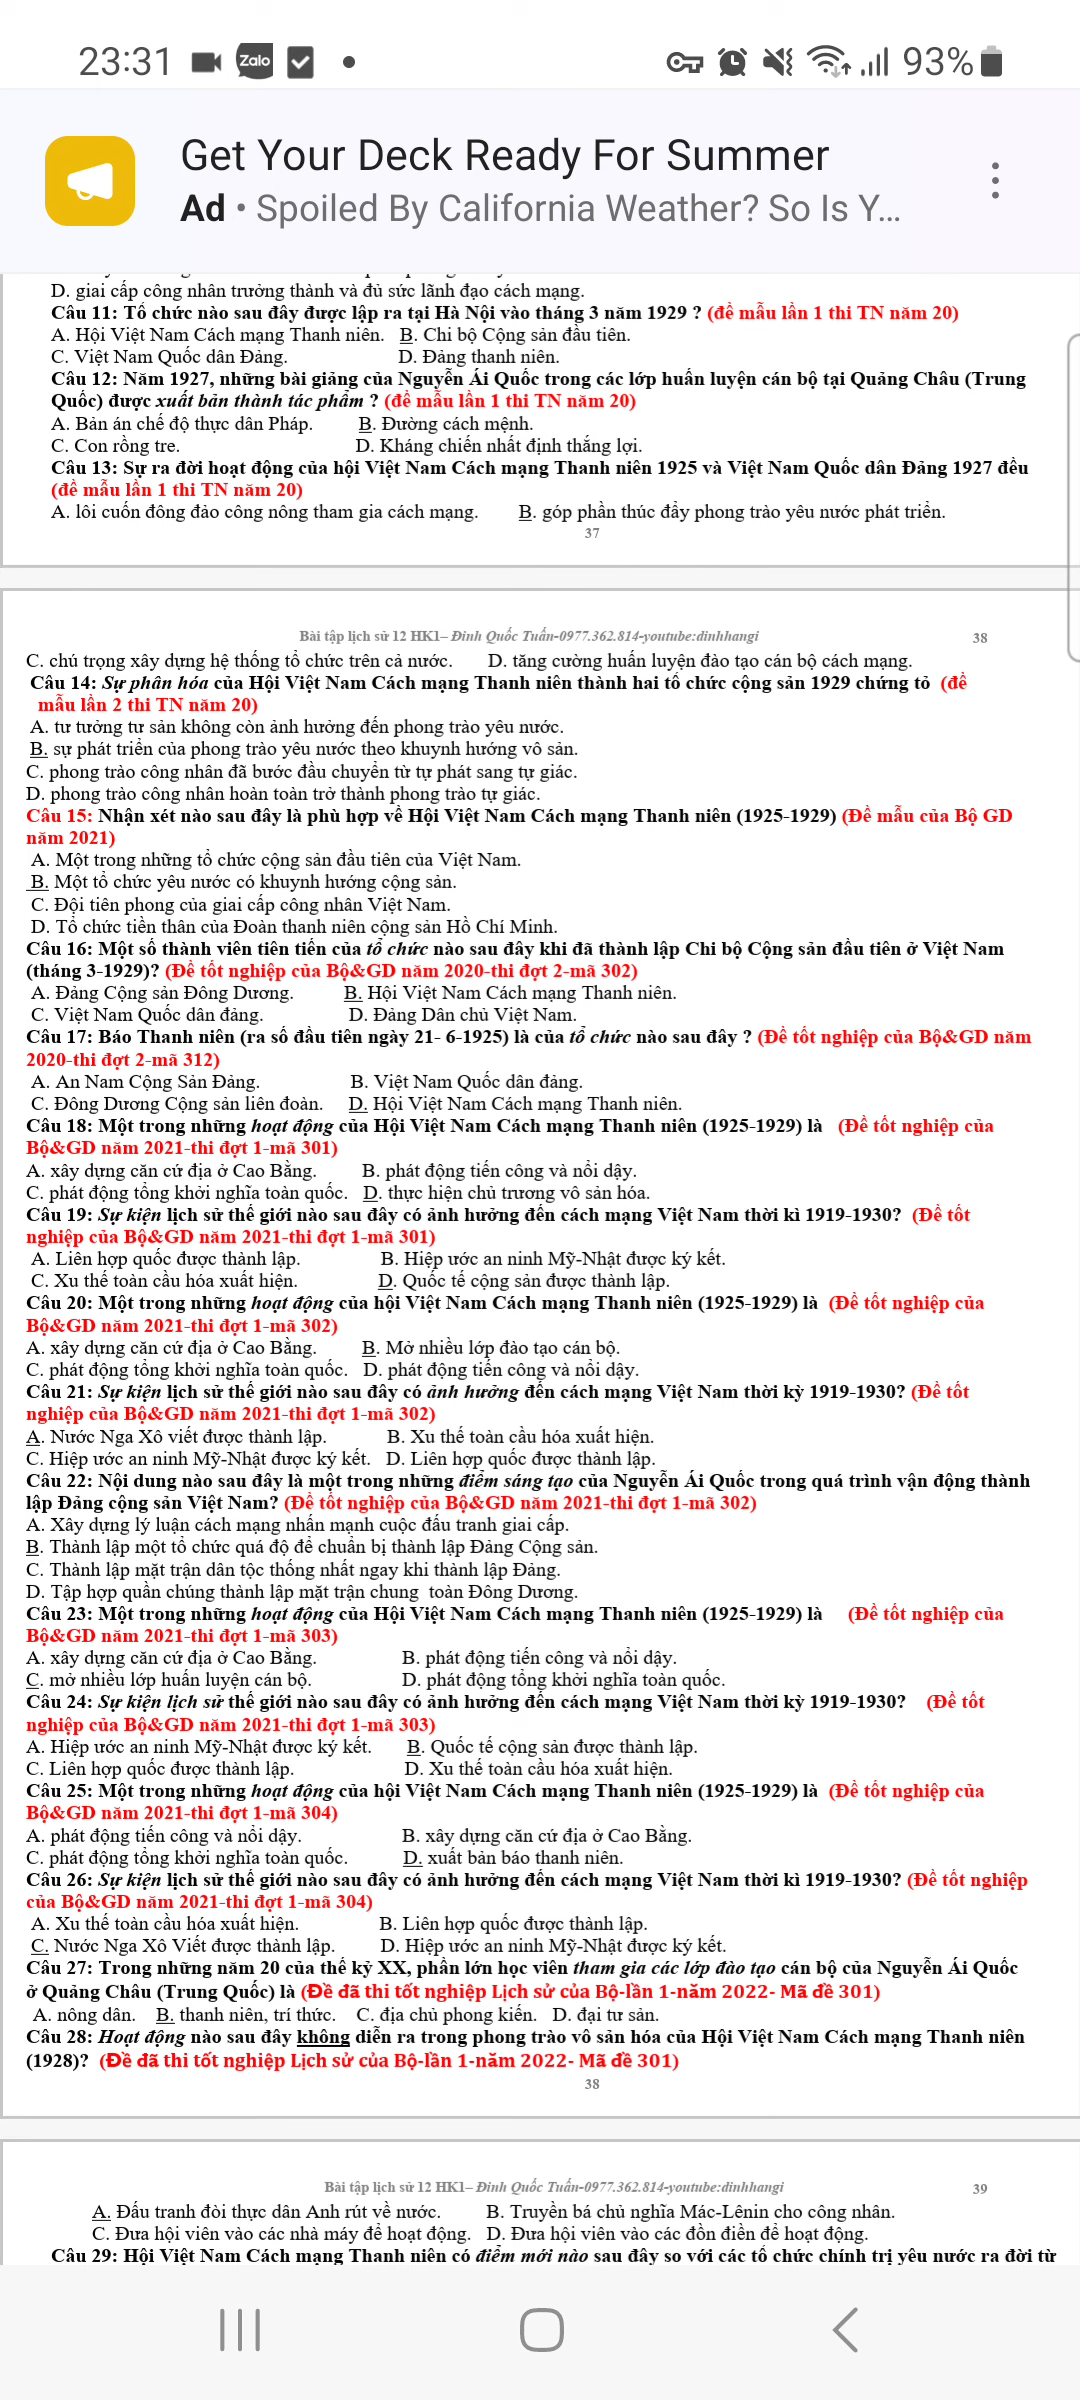 23:31 Zalo 93%
Get Your Deck Ready For Summer
Ad • Spoiled By California Weather? So Is Y...
D. giai cấp công nhân trưởng thành và đủ sức lãnh đạo cách mạng.
Câu 11: Tổ chức nào sau đây được lập ra tại Hà Nội vào tháng 3 năm 1929 ? (đề mẫu lần 1 thi TN năm 20)
A. Hội Việt Nam Cách mạng Thanh niên. B. Chi bộ Cộng sản đầu tiên.
C. Việt Nam Quốc dân Đảng. D. Đảng thanh niên.
Câu 12: Năm 1927, những bài giảng của Nguyễn Ái Quốc trong các lớp huấn luyện cán bộ tại Quảng Châu (Trung
Quốc) được xuất bản thành tác phẩm ? (đề mẫu lần 1 thi TN năm 20)
A. Bản án chế độ thực dân Pháp. B. Đường cách mệnh.
C. Con rồng tre. D. Kháng chiến nhất định thắng lợi.
Câu 13: Sự ra đời hoạt động của hội Việt Nam Cách mạng Thanh niên 1925 và Việt Nam Quốc dân Đảng 1927 đều
(đề mẫu lần 1 thi TN năm 20)
A. lôi cuốn đông đảo công nông tham gia cách mạng. B. góp phần thúc đẩy phong trào yêu nước phát triển.
37
Bài tập lịch sử 12 HK1– Đinh Quốc Tuấn-0977.362.814-youtube:dinhhangi 38
C. chú trọng xây dựng hệ thống tổ chức trên cả nước. D. tăng cường huấn luyện đào tạo cán bộ cách mạng.
Câu 14: Sự phân hóa của Hội Việt Nam Cách mạng Thanh niên thành hai tổ chức cộng sản 1929 chứng tỏ (đề
mẫu lần 2 thi TN năm 20)
A. tư tưởng tư sản không còn ảnh hưởng đến phong trào yêu nước.
B. sự phát triển của phong trào yêu nước theo khuynh hướng vô sản.
C. phong trào công nhân đã bước đầu chuyển từ tự phát sang tự giác.
D. phong trào công nhân hoàn toàn trở thành phong trào tự giác.
Câu 15: Nhận xét nào sau đây là phù hợp về Hội Việt Nam Cách mạng Thanh niên (1925-1929) (Đề mẫu của Bộ GD
năm 2021)
A. Một trong những tổ chức cộng sản đầu tiên của Việt Nam.
B. Một tổ chức yêu nước có khuynh hướng cộng sản.
C. Đội tiên phong của giai cấp công nhân Việt Nam.
D. Tổ chức tiền thân của Đoàn thanh niên cộng sản Hồ Chí Minh.
Câu 16: Một số thành viên tiên tiến của tổ chức nào sau đây khi đã thành lập Chi bộ Cộng sản đầu tiên ở Việt Nam
(tháng 3-1929)? (Đề tốt nghiệp của Bộ&GD năm 2020-thi đợt 2-mã 302)
A. Đảng Cộng sản Đông Dương. B. Hội Việt Nam Cách mạng Thanh niên.
C. Việt Nam Quốc dân đảng. D. Đảng Dân chủ Việt Nam.
Câu 17: Báo Thanh niên (ra số đầu tiên ngày 21- 6-1925) là của tổ chức nào sau đây ? (Đề tốt nghiệp của Bộ&GD năm
2020-thi đợt 2-mã 312)
A. An Nam Cộng Sản Đảng. B. Việt Nam Quốc dân đảng.
C. Đông Dương Cộng sản liên đoàn. D. Hội Việt Nam Cách mạng Thanh niên.
Câu 18: Một trong những hoạt động của Hội Việt Nam Cách mạng Thanh niên (1925-1929) là (Đề tốt nghiệp của
Bộ&GD năm 2021-thi đợt 1-mã 301)
A. xây dựng căn cứ địa ở Cao Bằng. B. phát động tiến công và nổi dậy.
C. phát động tổng khởi nghĩa toàn quốc. D. thực hiện chủ trương vô sản hóa.
Câu 19: Sự kiện lịch sử thế giới nào sau đây có ảnh hưởng đến cách mạng Việt Nam thời kì 1919-1930? (Đề tốt
nghiệp của Bộ&GD năm 2021-thi đợt 1-mã 301)
A. Liên hợp quốc được thành lập. B. Hiệp ước an ninh Mỹ-Nhật được ký kết.
C. Xu thế toàn cầu hóa xuất hiện. D. Quốc tế cộng sản được thành lập.
Câu 20: Một trong những hoạt động của hội Việt Nam Cách mạng Thanh niên (1925-1929) là (Đề tốt nghiệp của
Bộ&GD năm 2021-thi đợt 1-mã 302)
A. xây dựng căn cứ địa ở Cao Bằng. B. Mở nhiều lớp đào tạo cán bộ.
C. phát động tổng khởi nghĩa toàn quốc. D. phát động tiến công và nổi dậy.
Câu 21: Sự kiện lịch sử thế giới nào sau đây có ảnh hưởng đến cách mạng Việt Nam thời kỳ 1919-1930? (Đề tốt
nghiệp của Bộ&GD năm 2021-thi đợt 1-mã 302)
A. Nước Nga Xô viết được thành lập. B. Xu thế toàn cầu hóa xuất hiện.
C. Hiệp ước an ninh Mỹ-Nhật được ký kết. D. Liên hợp quốc được thành lập.
Câu 22: Nội dung nào sau đây là một trong những điểm sáng tạo của Nguyễn Ái Quốc trong quá trình vận động thành
lập Đảng cộng sản Việt Nam? (Đề tốt nghiệp của Bộ&GD năm 2021-thi đợt 1-mã 302)
A. Xây dựng lý luận cách mạng nhấn mạnh cuộc đấu tranh giai cấp.
B. Thành lập một tổ chức quá độ để chuẩn bị thành lập Đảng Cộng sản.
C. Thành lập mặt trận dân tộc thống nhất ngay khi thành lập Đảng.
D. Tập hợp quần chúng thành lập mặt trận chung toàn Đông Dương.
Câu 23: Một trong những hoạt động của Hội Việt Nam Cách mạng Thanh niên (1925-1929) là (Đề tốt nghiệp của
Bộ&GD năm 2021-thi đợt 1-mã 303)
A. xây dựng căn cứ địa ở Cao Bằng. B. phát động tiến công và nổi dậy.
C. mở nhiều lớp huấn luyện cán bộ. D. phát động tổng khởi nghĩa toàn quốc.
Câu 24: Sự kiện lịch sử thế giới nào sau đây có ảnh hưởng đến cách mạng Việt Nam thời kỳ 1919-1930? (Đề tốt
nghiệp của Bộ&GD năm 2021-thi đợt 1-mã 303)
A. Hiệp ước an ninh Mỹ-Nhật được ký kết. B. Quốc tế cộng sản được thành lập.
C. Liên hợp quốc được thành lập. D. Xu thế toàn cầu hóa xuất hiện.
Câu 25: Một trong những hoạt động của hội Việt Nam Cách mạng Thanh niên (1925-1929) là (Đề tốt nghiệp của
Bộ&GD năm 2021-thi đợt 1-mã 304)
A. phát động tiến công và nổi dậy. B. xây dựng căn cứ địa ở Cao Bằng.
C. phát động tổng khởi nghĩa toàn quốc. D. xuất bản báo thanh niên.
Câu 26: Sự kiện lịch sử thế giới nào sau đây có ảnh hưởng đến cách mạng Việt Nam thời kì 1919-1930? (Đề tốt nghiệp
của Bộ&GD năm 2021-thi đợt 1-mã 304)
A. Xu thế toàn cầu hóa xuất hiện. B. Liên hợp quốc được thành lập.
C. Nước Nga Xô Viết được thành lập. D. Hiệp ước an ninh Mỹ-Nhật được ký kết.
Câu 27: Trong những năm 20 của thế kỷ XX, phần lớn học viên tham gia các lớp đào tạo cán bộ của Nguyễn Ái Quốc
ở Quảng Châu (Trung Quốc) là (Đề đã thi tốt nghiệp Lịch sử của Bộ-lần 1-năm 2022- Mã đề 301)
A. nông dân. B. thanh niên, trí thức. C. địa chủ phong kiến. D. đại tư sản.
Câu 28: Hoạt động nào sau đây không diễn ra trong phong trào vô sản hóa của Hội Việt Nam Cách mạng Thanh niên
(1928)? (Đề đã thi tốt nghiệp Lịch sử của Bộ-lần 1-năm 2022- Mã đề 301)
38
Bài tập lịch sử 12 HK1– Đinh Quốc Tuấn-0977.362.814-youtube:dinhhangi 39
A. Đấu tranh đòi thực dân Anh rút về nước. B. Truyền bá chủ nghĩa Mác-Lênin cho công nhân.
C. Đưa hội viên vào các nhà máy để hoạt động. D. Đưa hội viên vào các đồn điền để hoạt động.
Câu 29: Hội Việt Nam Cách mạng Thanh niên có điểm mới nào sau đây so với các tổ chức chính trị yêu nước ra đời từ